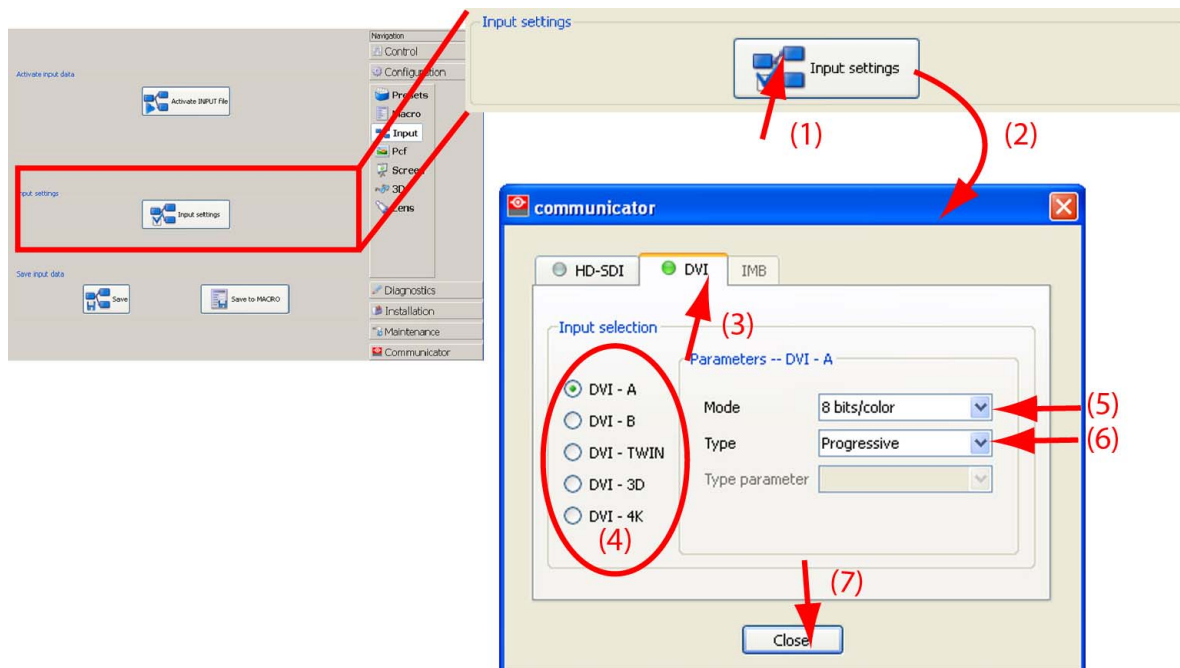 Navigation
Control
Configuration
Activate input data
Activate INPUT file
Presets
Macro
Input
Pcf
Screen
3D
Lens
Input settings
Input settings
Save input data
Save
Save to MACRO
Diagnostics
Installation
Maintenance
Communicator
Input settings
Input settings
(1)
(2)
communicator
HD-SDI
DVI
IMB
(3)
Input selection
DVI - A
DVI - B
DVI - TWIN
DVI - 3D
DVI - 4K
(4)
Parameters -- DVI - A
Mode
8 bits/color
(5)
Type
Progressive
(6)
Type parameter
(7)
Close